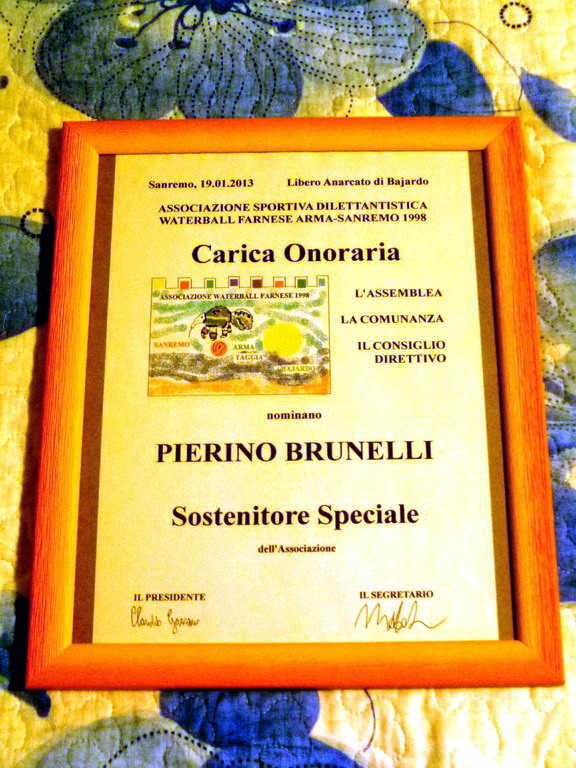 Sanremo, 19.01.2013 Libero Anarcato di Bajardo
ASSOCIAZIONE SPORTIVA DILETTANTISTICA
WATERBALL FARNESE ARMA-SANREMO 1998
Carica Onoraria
ASSOCIAZIONE WATERBALL FARNESE 1998
SANREMO
ARMA
TAGGIA
BAJARDO
L'ASSEMBLEA
LA COMUNANZA
IL CONSIGLIO
DIRETTIVO
nominano
PIERINO BRUNELLI
Sostenitore Speciale
dell'Associazione
IL PRESIDENTE
IL SEGRETARIO